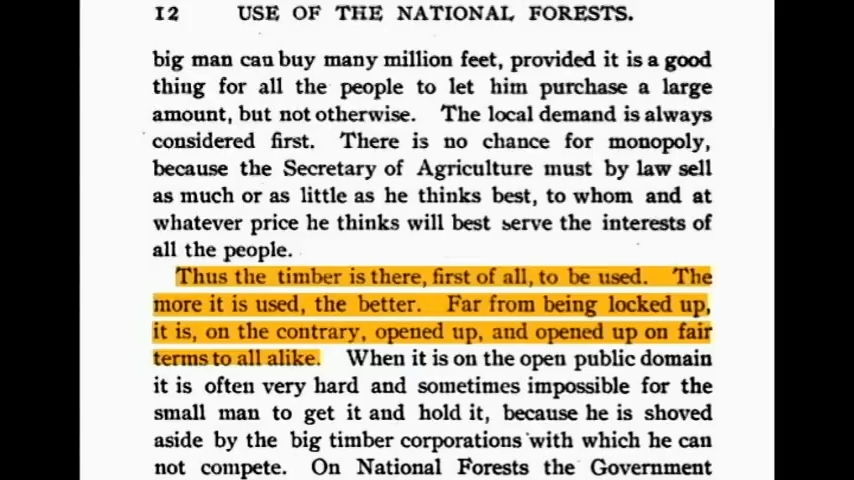 12 USE OF THE NATIONAL FORESTS.
big man can buy many million feet, provided it is a good
thing for all the people to let him purchase a large
amount, but not otherwise. The local demand is always
considered first. There is no chance for monopoly,
because the Secretary of Agriculture must by law sell
as much or as little as he thinks best, to whom and at
whatever price he thinks will best serve the interests of
all the people.
Thus the timber is there, first of all, to be used. The
more it is used, the better. Far from being locked up,
it is, on the contrary, opened up, and opened up on fair
terms to all alike. When it is on the open public domain
it is often very hard and sometimes impossible for the
small man to get it and hold it, because he is shoved
aside by the big timber corporations with which he can
not compete. On National Forests the Government